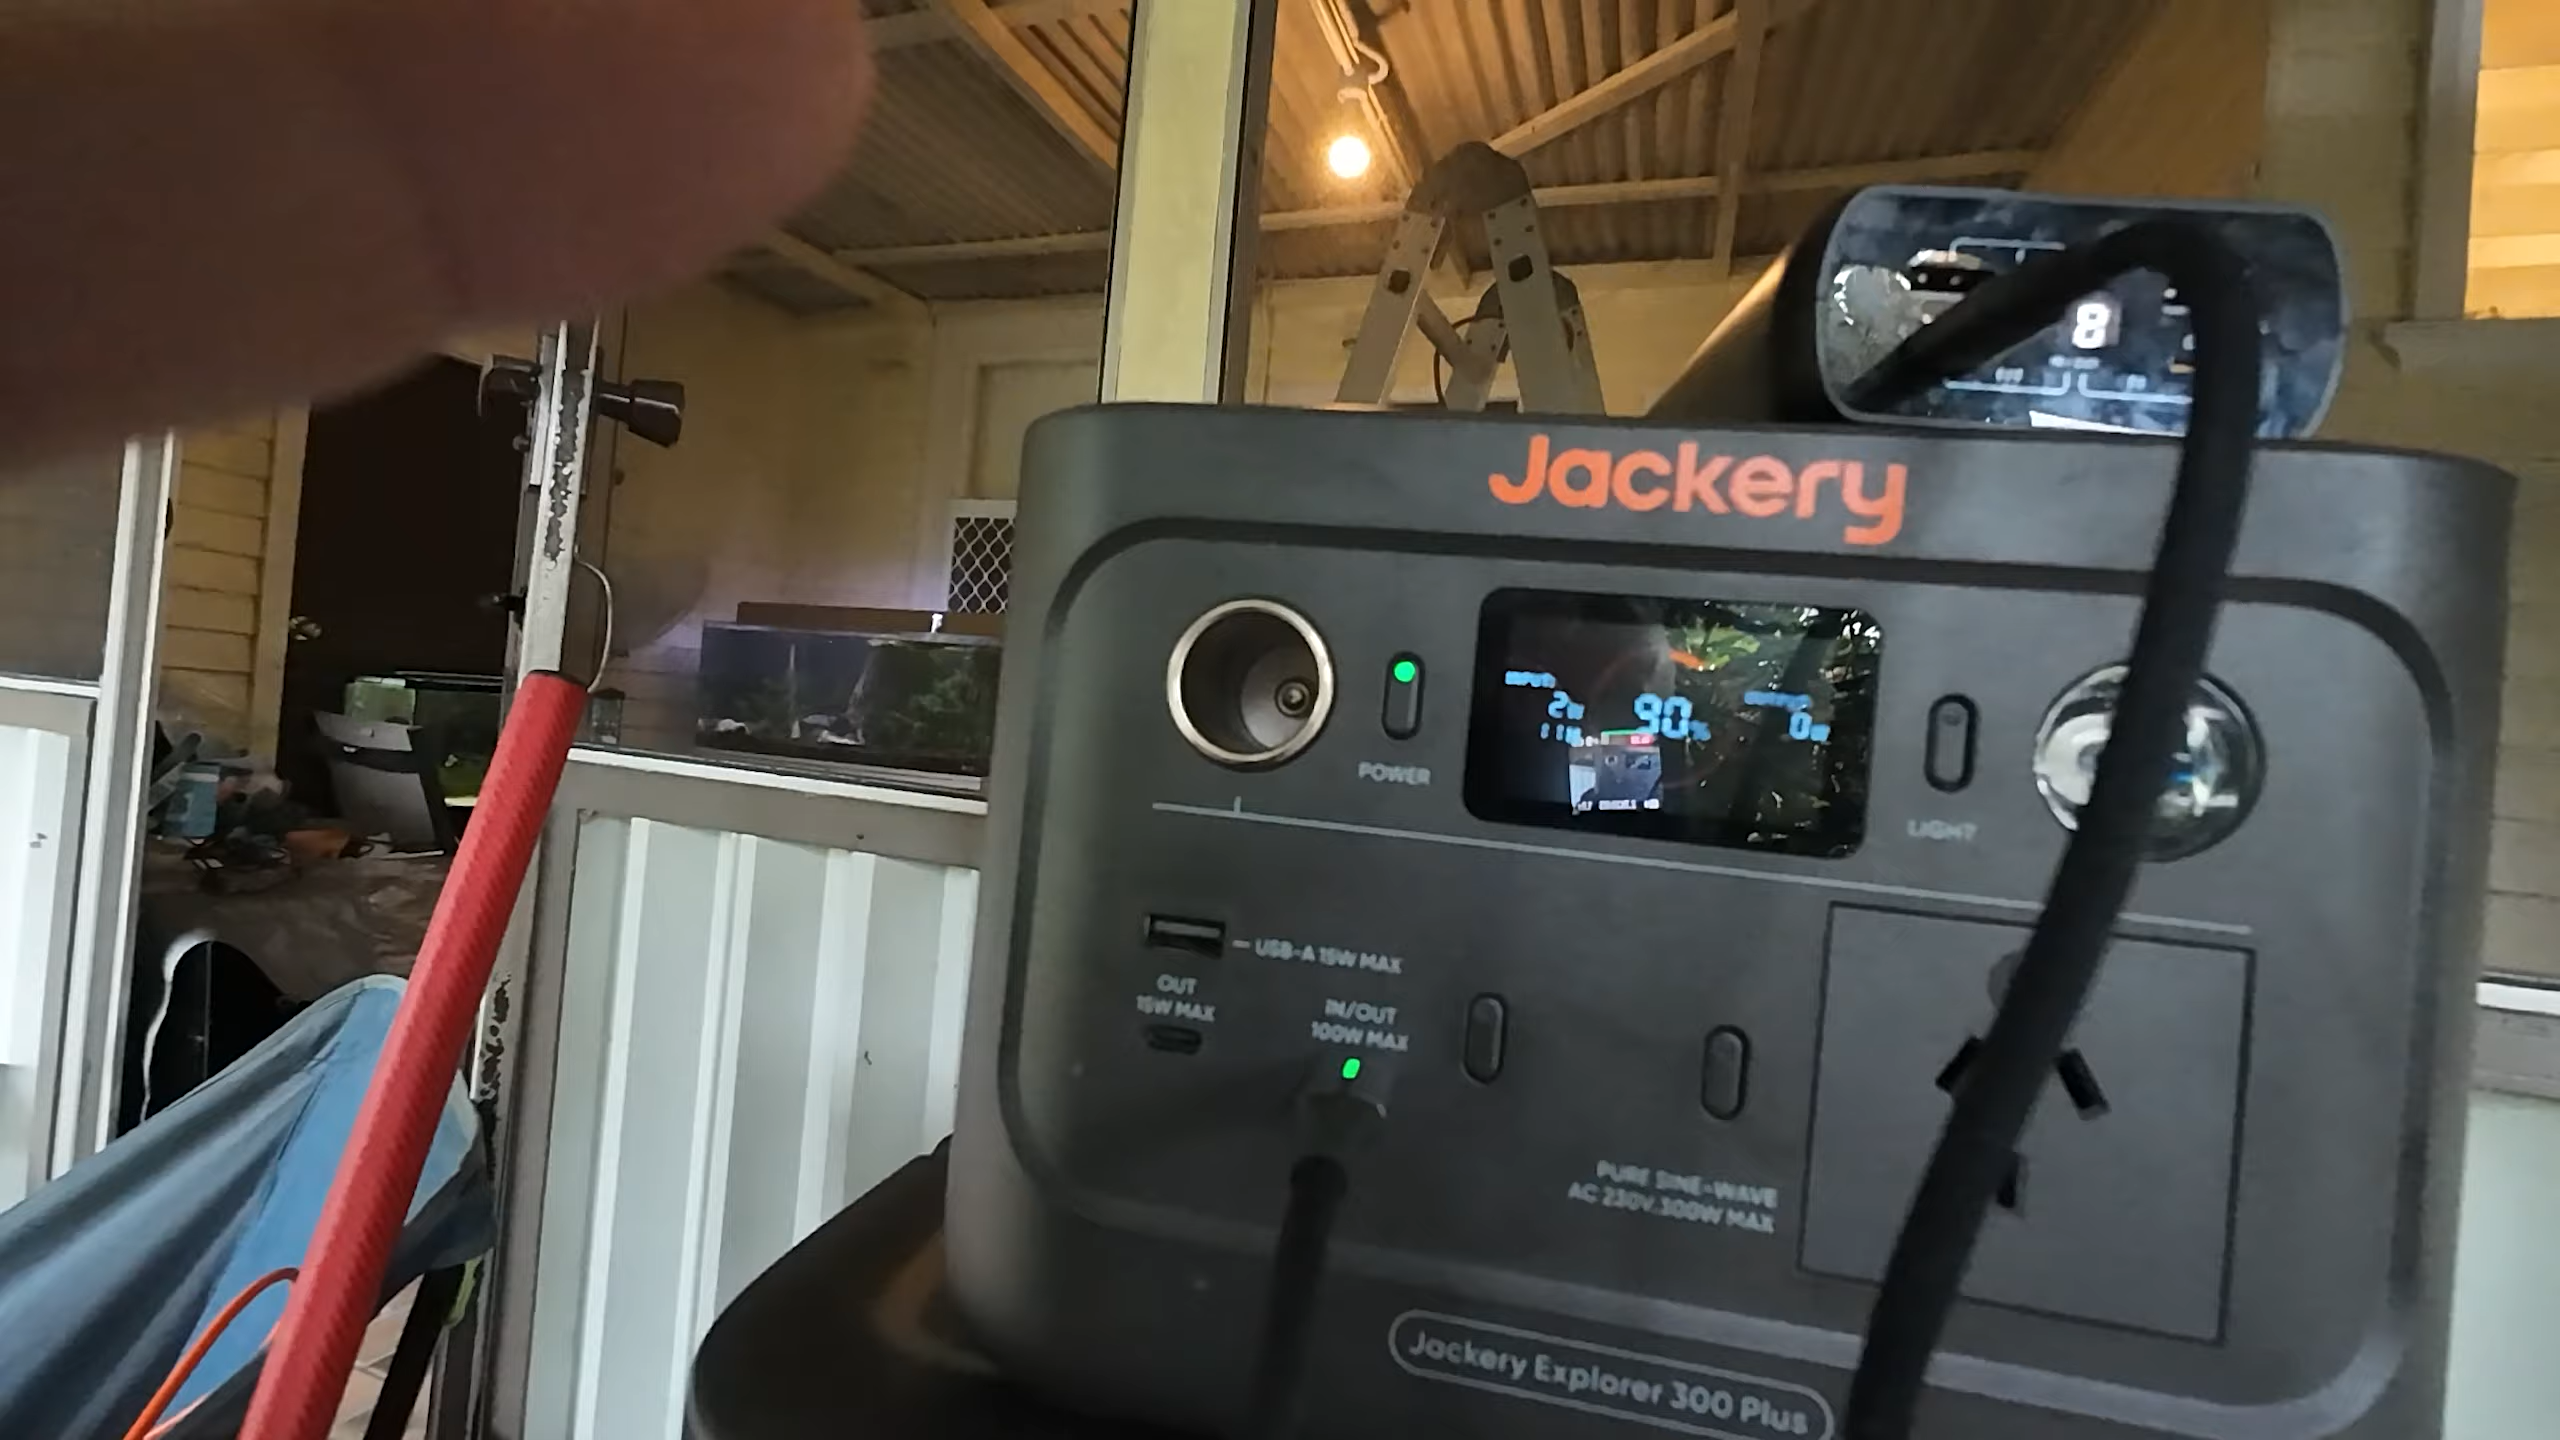 8
Jackery
INPUT
2w
90%
0w
POWER
LIGHT
USB-A 15W MAX
OUT
15W MAX
IN/OUT
100W MAX
PURE SINE-WAVE
AC 230V, 300W MAX
Jackery Explorer 300 Plus